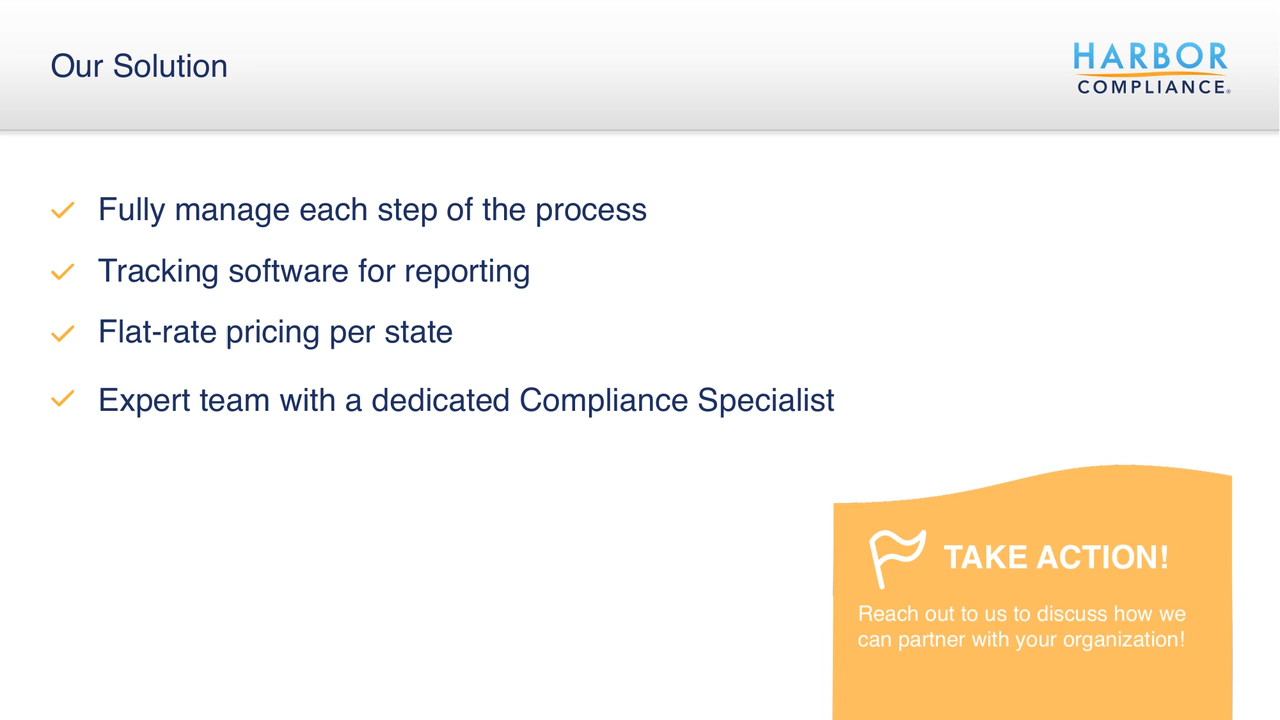 Our Solution
HARBOR
COMPLIANCE®
Fully manage each step of the process
Tracking software for reporting
Flat-rate pricing per state
Expert team with a dedicated Compliance Specialist
TAKE ACTION!
Reach out to us to discuss how we
can partner with your organization!